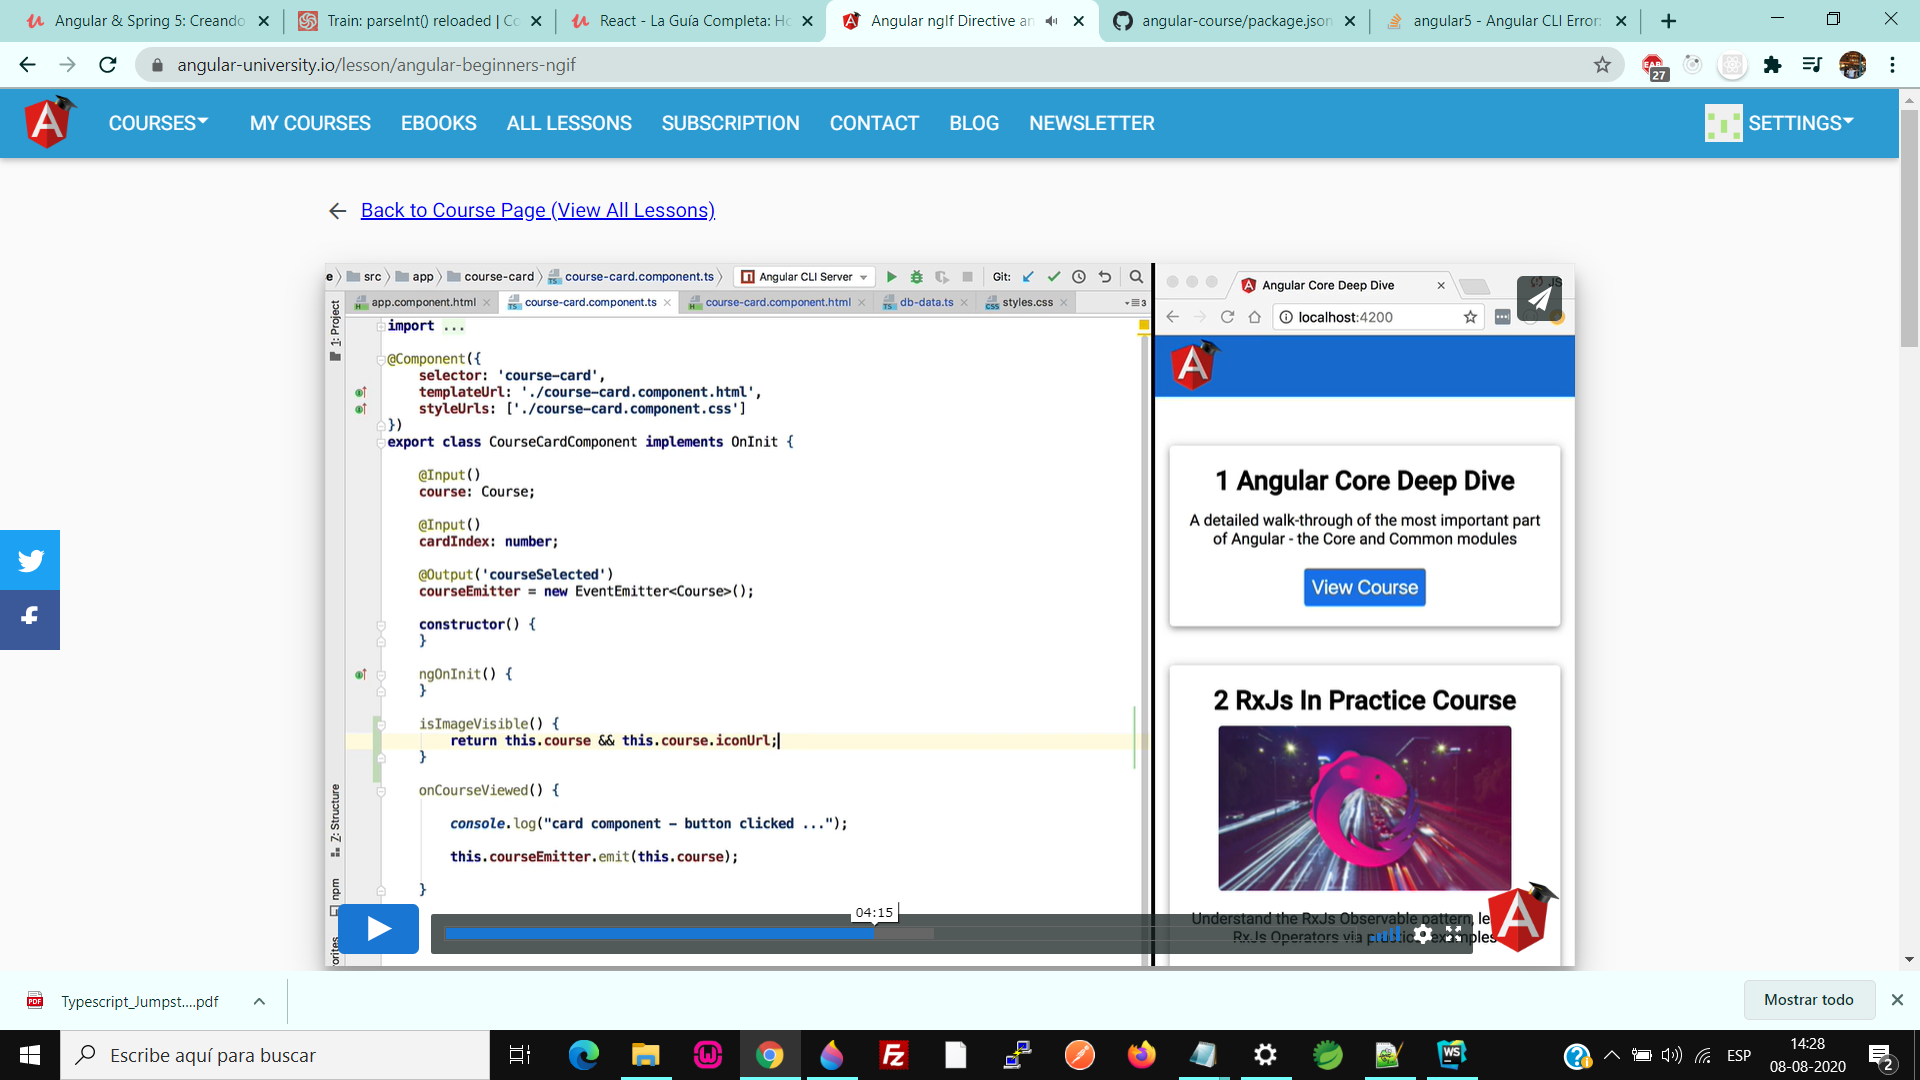 Angular & Spring 5: Creando
Train: parseInt() reloaded | Co
React - La Guía Completa: Ho
Angular ngIf Directive an
angular-course/package.json
angular5 - Angular CLI Error:
angular-university.io/lesson/angular-beginners-ngif
27
COURSES
MY COURSES
EBOOKS
ALL LESSONS
SUBSCRIPTION
CONTACT
BLOG
NEWSLETTER
SETTINGS
Back to Course Page (View All Lessons)
e
src
app
course-card
course-card.component.ts
Angular CLI Server
Git:
app.component.html
course-card.component.ts
course-card.component.html
db-data.ts
styles.css
1: Project
import ...
@Component({
selector: 'course-card',
templateUrl: './course-card.component.html',
styleUrls: ['./course-card.component.css']
})
export class CourseCardComponent implements OnInit {
@Input()
course: Course;
@Input()
cardIndex: number;
@Output('courseSelected')
courseEmitter = new EventEmitter<Course>();
constructor() {
}
ngOnInit() {
}
isImageVisible() {
return this.course && this.course.iconUrl;
}
onCourseViewed() {
console.log("card component - button clicked ...");
this.courseEmitter.emit(this.course);
}
Z: Structure
npm
orites
04:15
Angular Core Deep Dive
JS
localhost:4200
1 Angular Core Deep Dive
A detailed walk-through of the most important part
of Angular - the Core and Common modules
View Course
2 RxJs In Practice Course
Understand the RxJs Observable pattern, le
RxJs Operators via practical examples
Typescript_Jumpst....pdf
Mostrar todo
Escribe aquí para buscar
ESP
14:28
08-08-2020
2